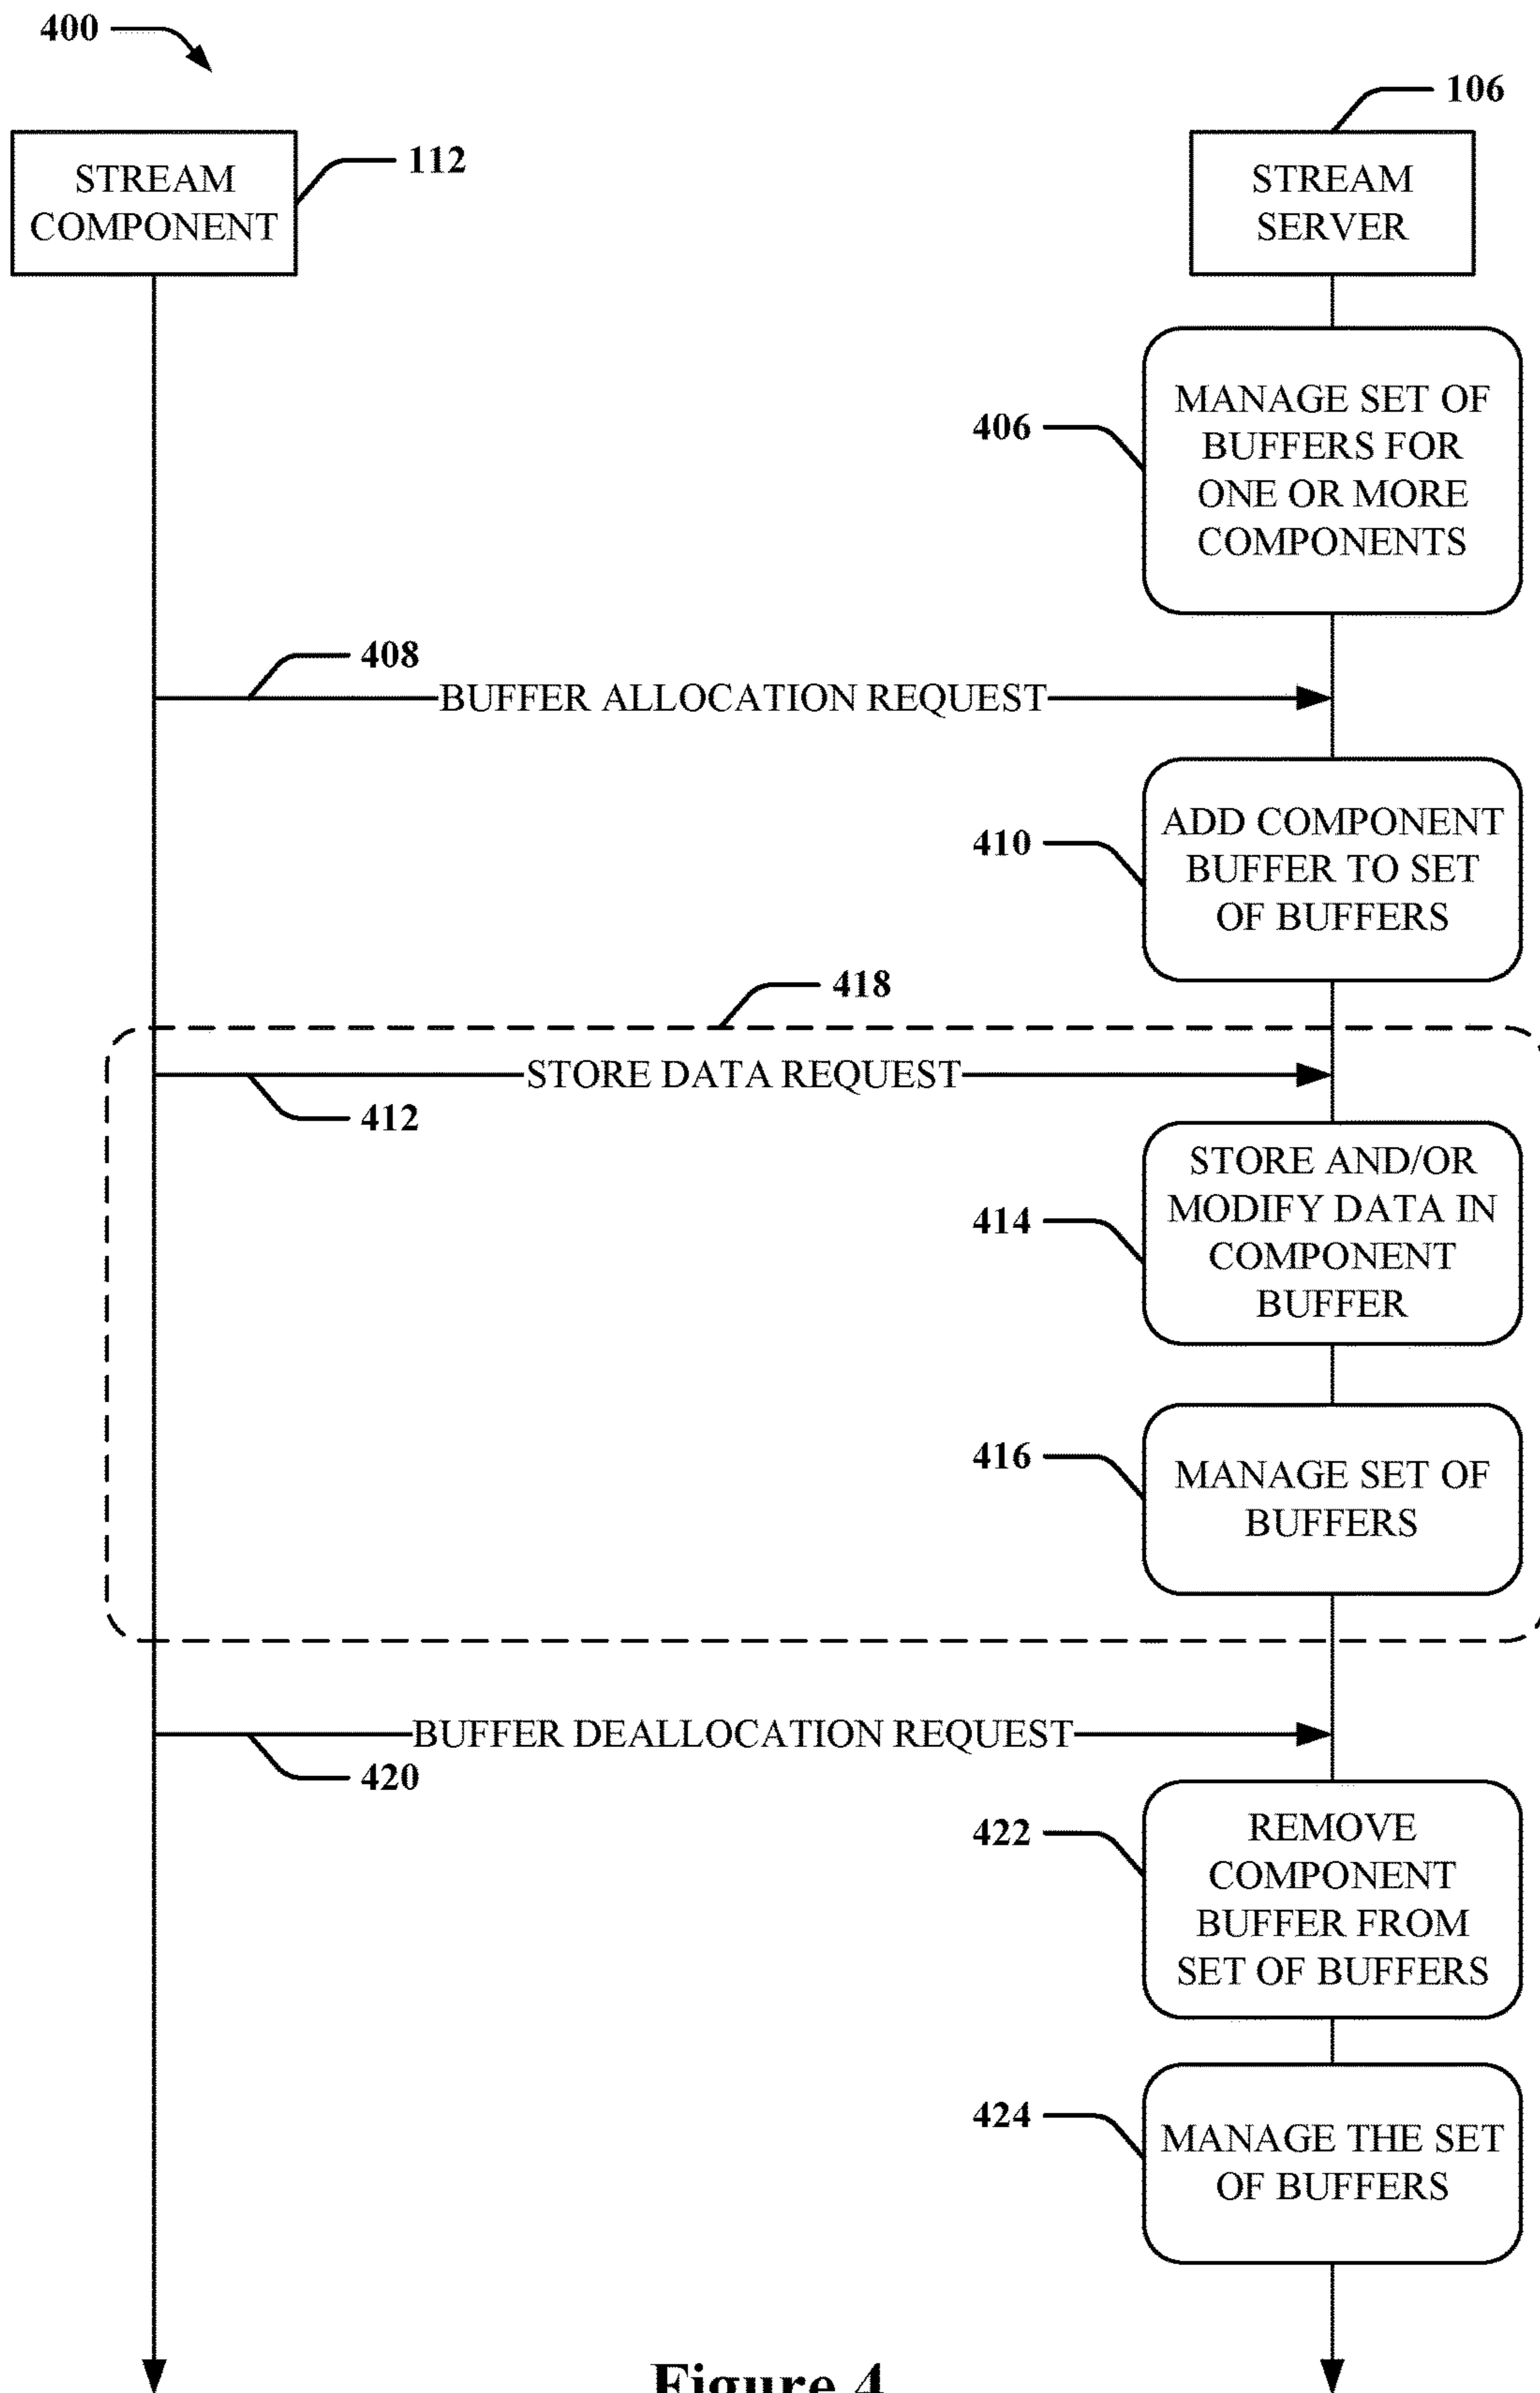 400
106
STREAM
COMPONENT
112
STREAM
SERVER
406
MANAGE SET OF
BUFFERS FOR
ONE OR MORE
COMPONENTS
408
BUFFER ALLOCATION REQUEST
410
ADD COMPONENT
BUFFER TO SET
OF BUFFERS
418
STORE DATA REQUEST
412
414
STORE AND/OR
MODIFY DATA IN
COMPONENT
BUFFER
416
MANAGE SET OF
BUFFERS
BUFFER DEALLOCATION REQUEST
420
422
REMOVE
COMPONENT
BUFFER FROM
SET OF BUFFERS
424
MANAGE THE SET
OF BUFFERS
Figure 4